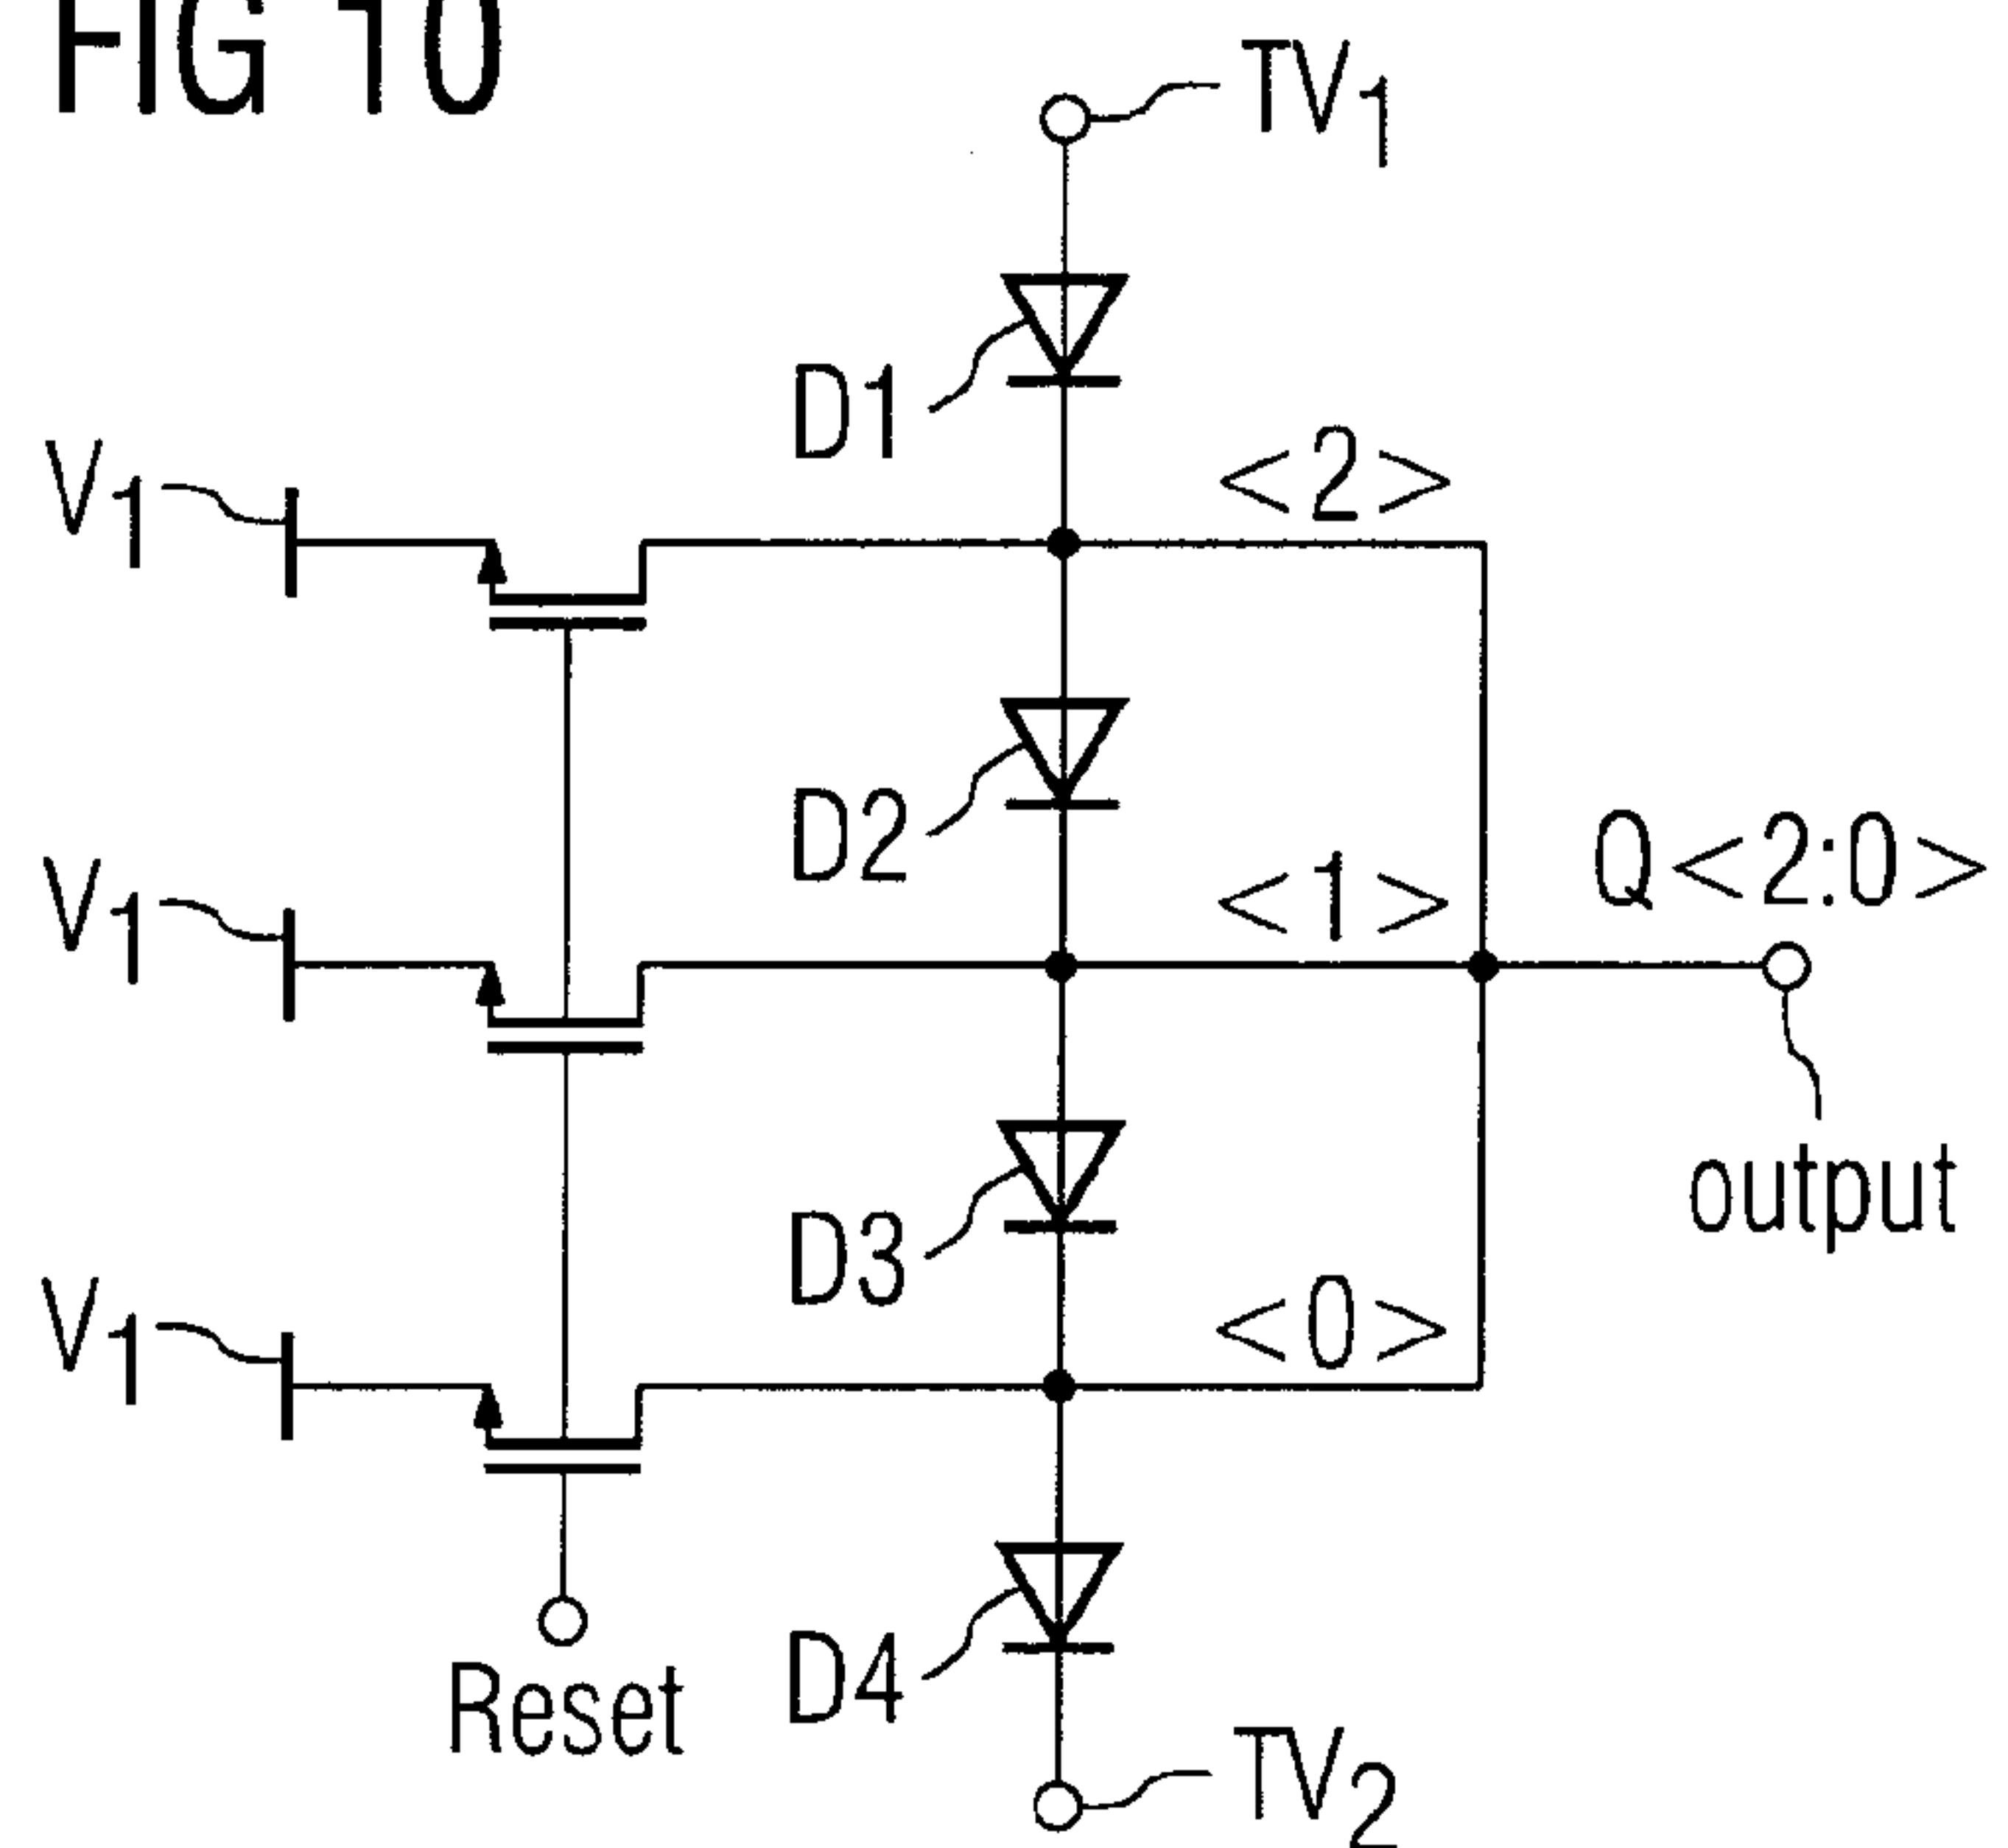 FIG 10
TV1
D1
<2>
V1
D2
<1>
Q<2:0>
V1
output
D3
<0>
V1
D4
Reset
TV2